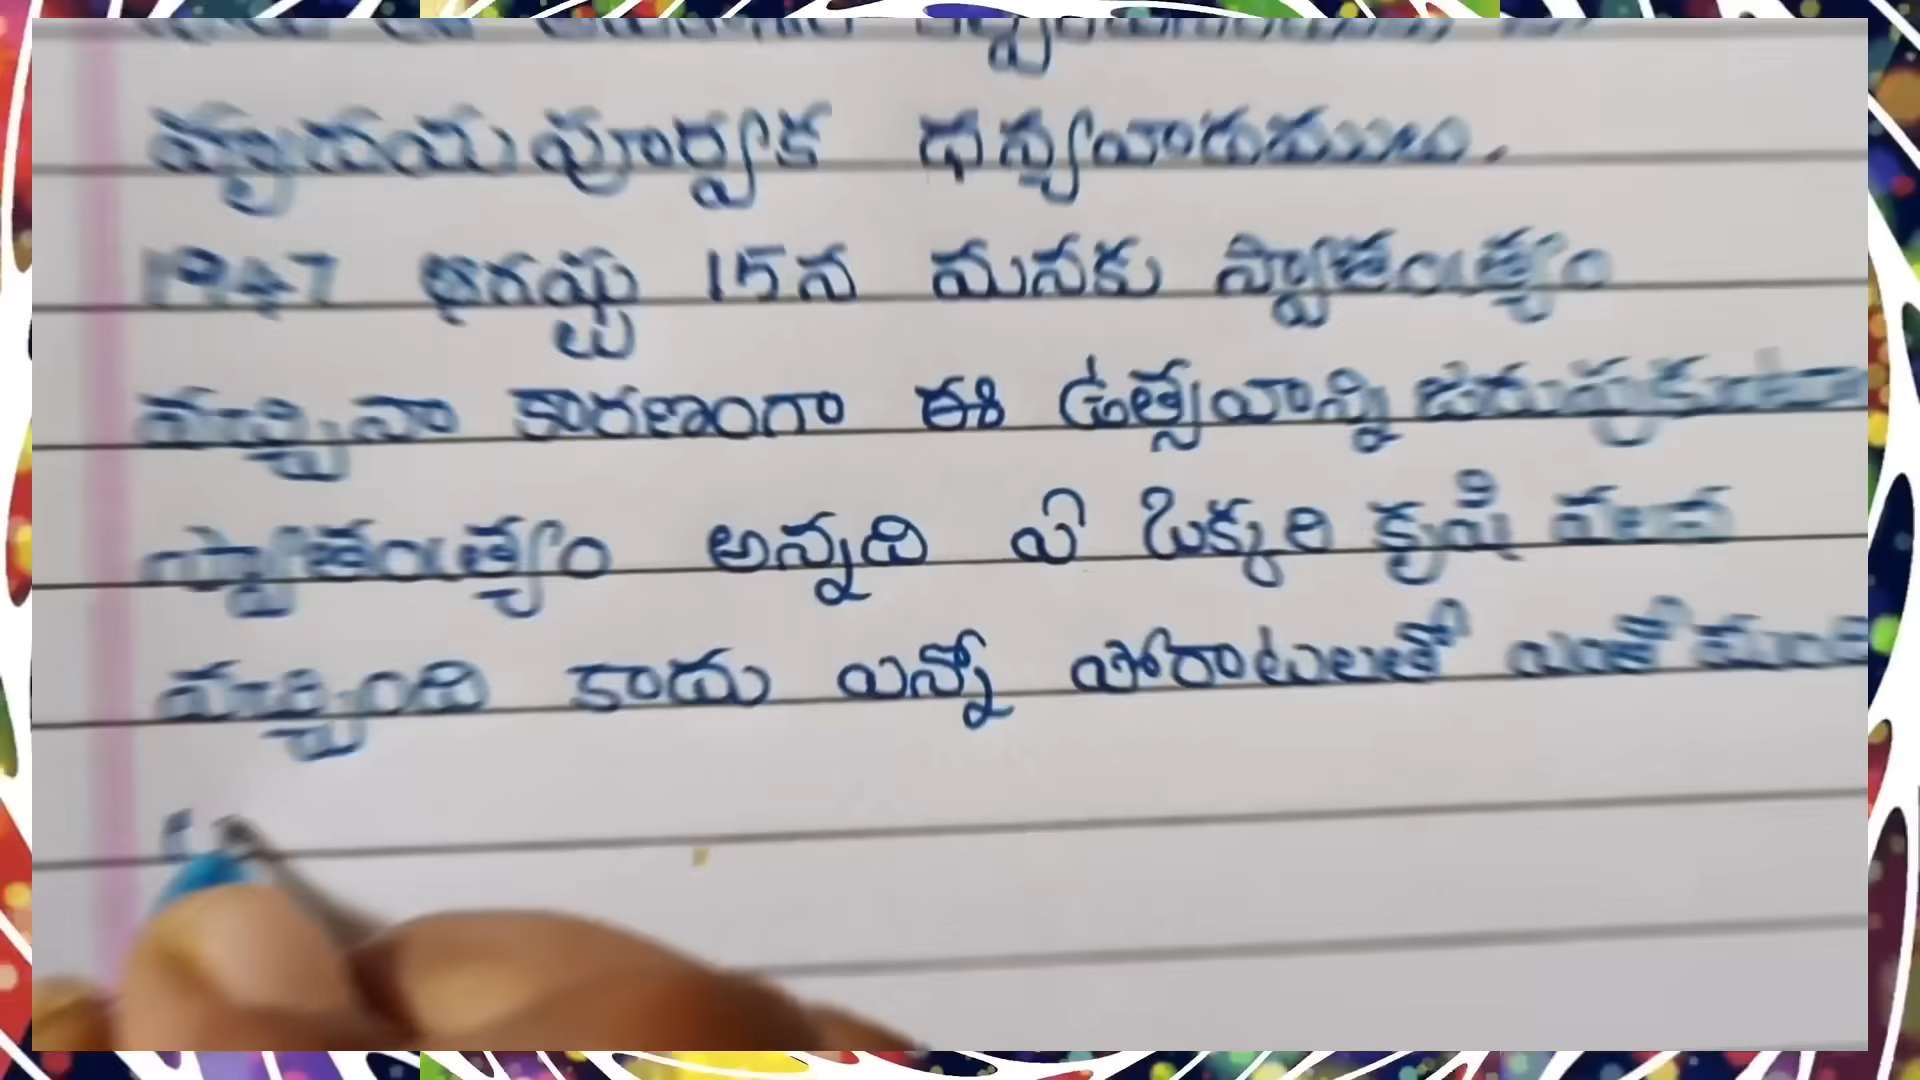 హృదయపూర్వక ధన్యవాదములు.
1947 ఆగష్టు 15న మనకు స్వాతంత్ర్యం
వచ్చిన కారణంగా ఈ ఉత్సవాన్ని జరుపుకుంటా
స్వాతంత్ర్యం అన్నది ఏ ఒక్కరి కృషి వలన
వచ్చింది కాదు ఎన్నో పోరాటాలతో ఎంతో మంది